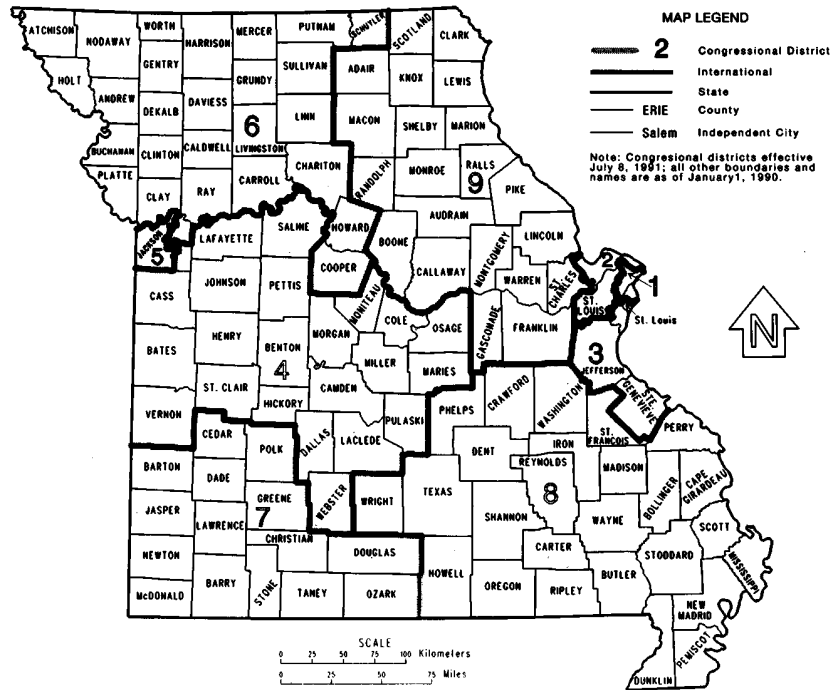 MAP LEGEND
2 Congressional District
International
State
ERIE County
Salem Independent City
Note: Congresional districts effective
July 8, 1991; all other boundaries and
names are as of January1, 1990.
ATCHISON
NODAWAY
WORTH
HARRISON
MERCER
PUTNAM
SCHUYLER
SCOTLAND
CLARK
HOLT
GENTRY
SULLIVAN
ADAIR
KNOX
LEWIS
ANDREW
DEKALB
DAVIESS
GRUNDY
LINN
MACON
SHELBY
MARION
6
BUCHANAN
CLINTON
CALDWELL
LIVINGSTON
CHARITON
RANDOLPH
MONROE
RALLS
9
PIKE
PLATTE
CLAY
RAY
CARROLL
HOWARD
BOONE
AUDRAIN
JACKSON
5
LAFAYETTE
SALINE
COOPER
CALLAWAY
MONTGOMERY
LINCOLN
WARREN
ST. CHARLES
2
1
ST. LOUIS
St. Louis
CASS
JOHNSON
PETTIS
MONITEAU
COLE
OSAGE
GASCONADE
FRANKLIN
3
JEFFERSON
N
BATES
HENRY
BENTON
MORGAN
MILLER
MARIES
4
ST. CLAIR
CAMDEN
HICKORY
PULASKI
PHELPS
CRAWFORD
WASHINGTON
STE. GENEVIEVE
VERNON
CEDAR
POLK
DALLAS
LACLEDE
DENT
IRON
ST. FRANCOIS
PERRY
BARTON
DADE
GREENE
WEBSTER
WRIGHT
TEXAS
REYNOLDS
8
MADISON
BOLLINGER
CAPE GIRARDEAU
JASPER
LAWRENCE
7
CHRISTIAN
DOUGLAS
SHANNON
WAYNE
SCOTT
NEWTON
CARTER
STODDARD
MISSISSIPPI
McDONALD
BARRY
STONE
TANEY
OZARK
HOWELL
OREGON
RIPLEY
BUTLER
NEW MADRID
PEMISCOT
DUNKLIN
SCALE
0 25 50 75 100 Kilometers
0 25 50 75 Miles